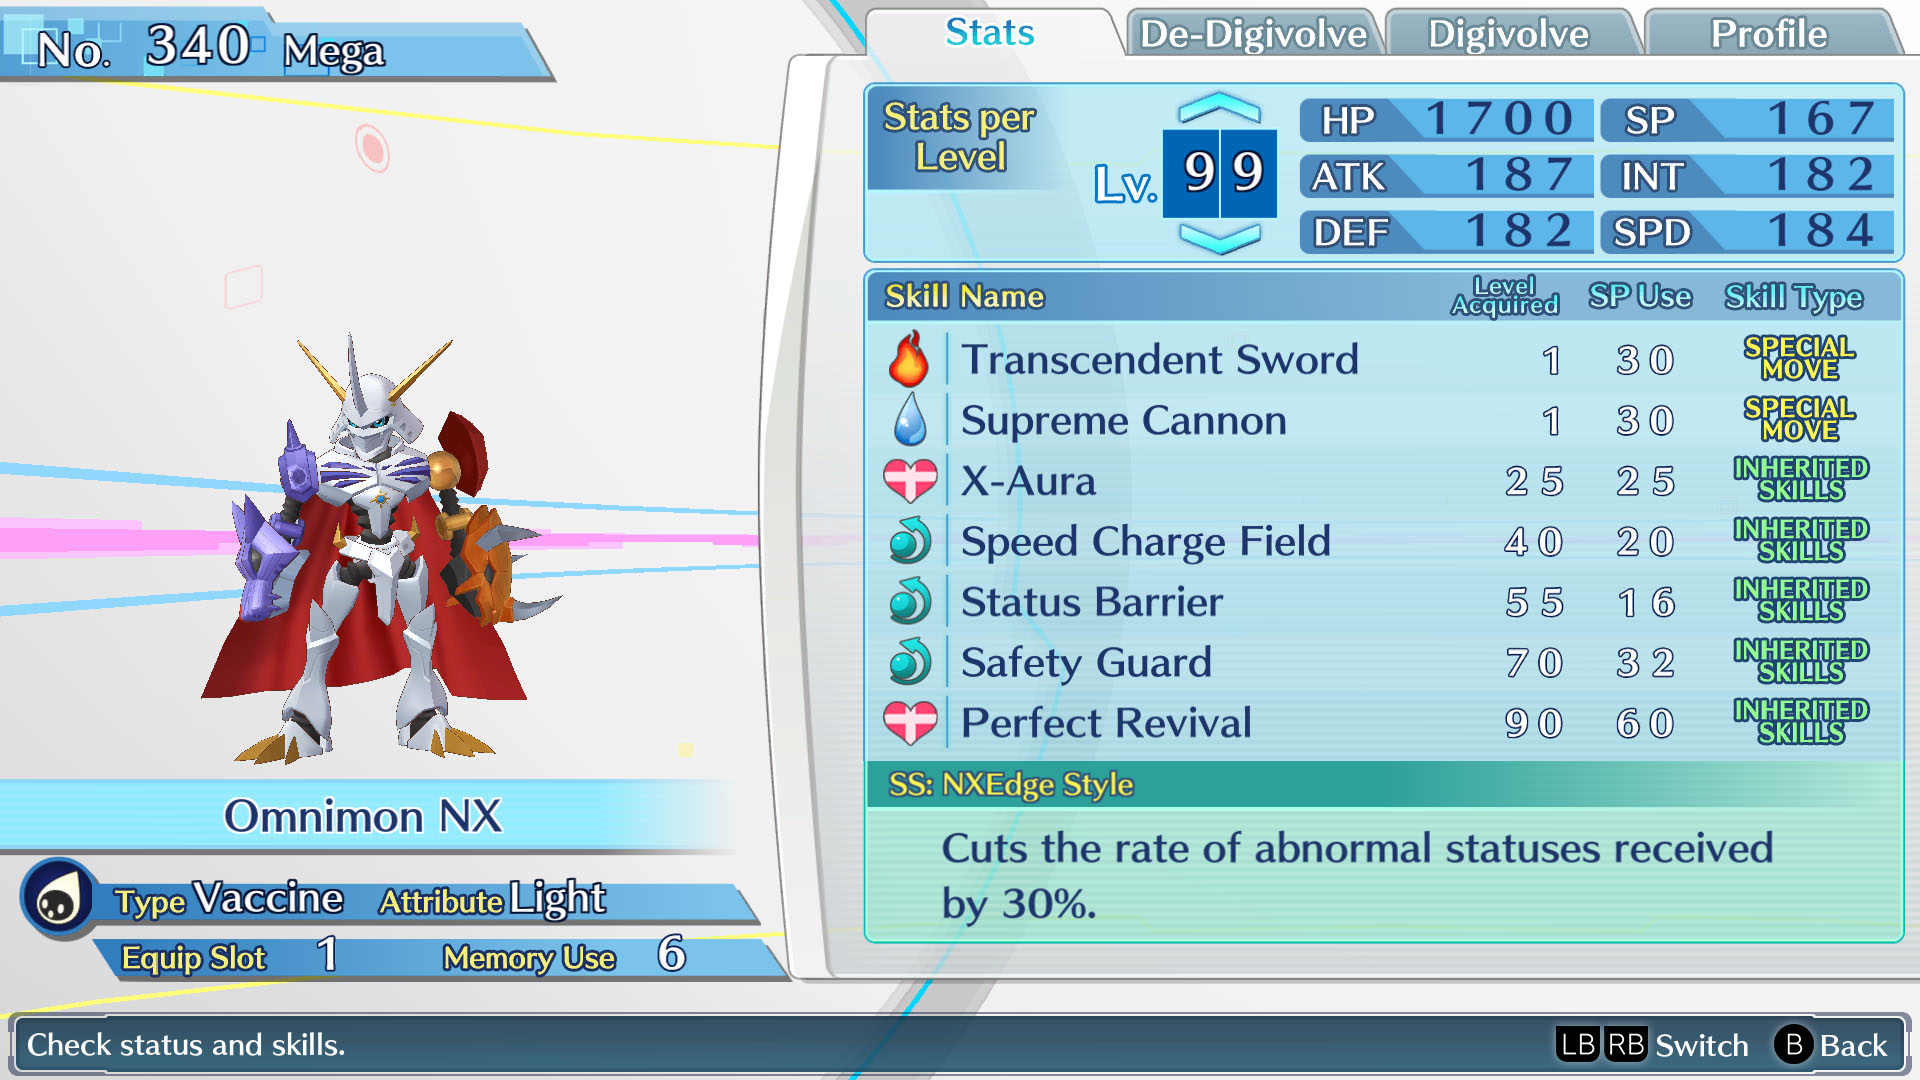 No. 340 Mega
Stats
De-Digivolve
Digivolve
Profile
Stats per
Level
Lv. 99
HP 1700
SP 167
ATK 187
INT 182
DEF 182
SPD 184
Skill Name
Level
Acquired
SP Use
Skill Type
Transcendent Sword 1 30 SPECIAL
MOVE
Supreme Cannon 1 30 SPECIAL
MOVE
X-Aura 25 25 INHERITED
SKILLS
Speed Charge Field 40 20 INHERITED
SKILLS
Status Barrier 55 16 INHERITED
SKILLS
Safety Guard 70 32 INHERITED
SKILLS
Perfect Revival 90 60 INHERITED
SKILLS
SS: NXEdge Style
Cuts the rate of abnormal statuses received
by 30%.
Omnimon NX
Type Vaccine Attribute Light
Equip Slot 1 Memory Use 6
Check status and skills.
LB RB Switch B Back